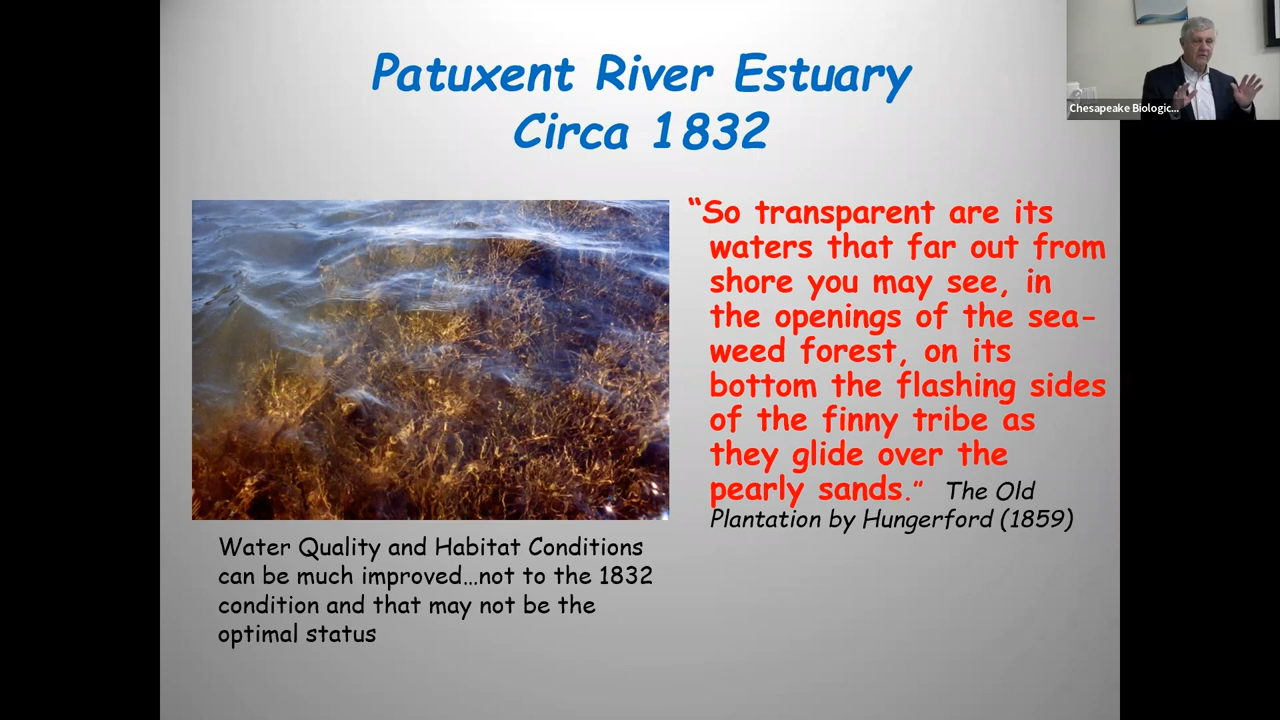 Patuxent River Estuary
Circa 1832
Chesapeake Biologic...
“So transparent are its
waters that far out from
shore you may see, in
the openings of the sea-
weed forest, on its
bottom the flashing sides
of the finny tribe as
they glide over the
pearly sands.” The Old
Plantation by Hungerford (1859)
Water Quality and Habitat Conditions
can be much improved...not to the 1832
condition and that may not be the
optimal status